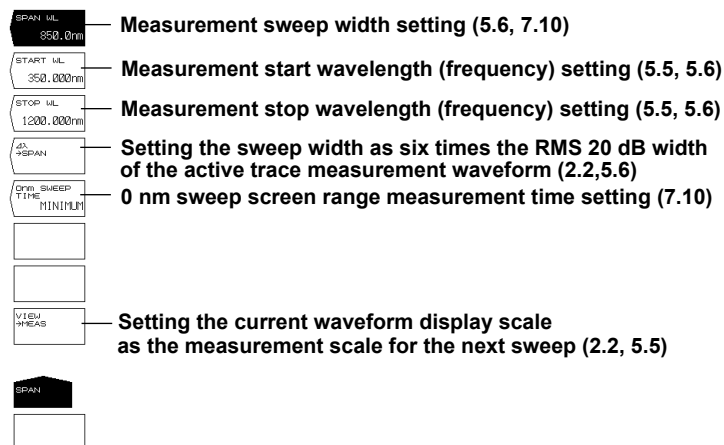 SPAN WL
850.0nm
Measurement sweep width setting (5.6, 7.10)
START WL
350.000nm
Measurement start wavelength (frequency) setting (5.5, 5.6)
STOP WL
1200.000nm
Measurement stop wavelength (frequency) setting (5.5, 5.6)
Δλ
→SPAN
Setting the sweep width as six times the RMS 20 dB width
of the active trace measurement waveform (2.2,5.6)
0nm SWEEP
TIME
MINIMUM
0 nm sweep screen range measurement time setting (7.10)
VIEW
→MEAS
Setting the current waveform display scale
as the measurement scale for the next sweep (2.2, 5.5)
SPAN